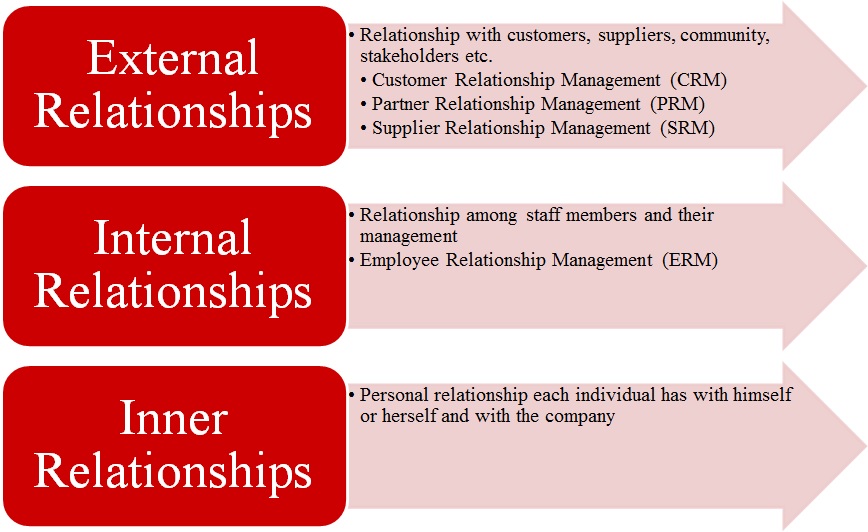 External
Relationships
• Relationship with customers, suppliers, community,
stakeholders etc.
• Customer Relationship Management (CRM)
• Partner Relationship Management (PRM)
• Supplier Relationship Management (SRM)
Internal
Relationships
• Relationship among staff members and their
management
• Employee Relationship Management (ERM)
Inner
Relationships
• Personal relationship each individual has with himself
or herself and with the company